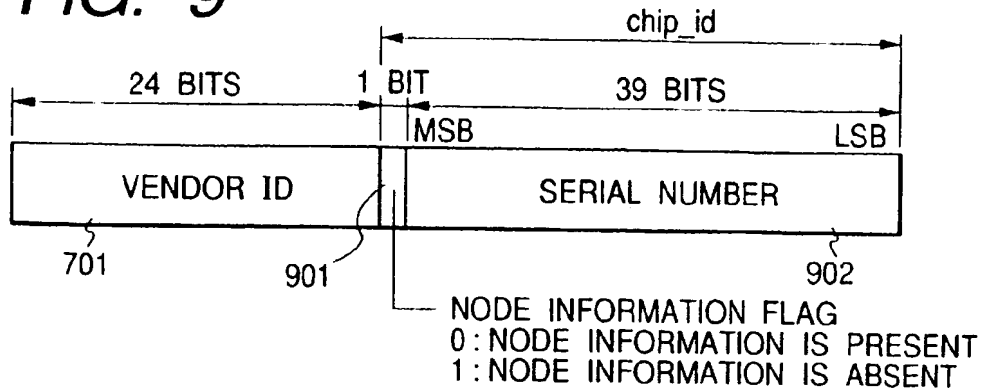 FIG. 9
chip_id
24 BITS
1 BIT
39 BITS
MSB
LSB
VENDOR ID
SERIAL NUMBER
701
901
902
NODE INFORMATION FLAG
0:NODE INFORMATION IS PRESENT
1:NODE INFORMATION IS ABSENT